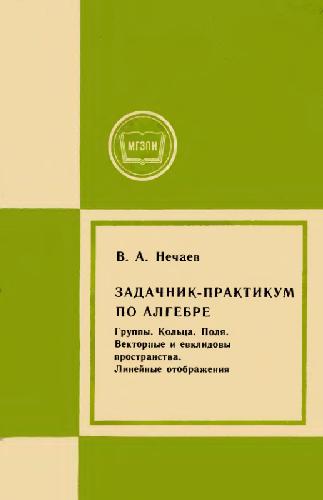 МГЗПИ
В. А. Нечаев
ЗАДАЧНИК-ПРАКТИКУМ
ПО АЛГЕБРЕ
Группы. Кольца. Поля.
Векторные и евклидовы
пространства.
Линейные отображения